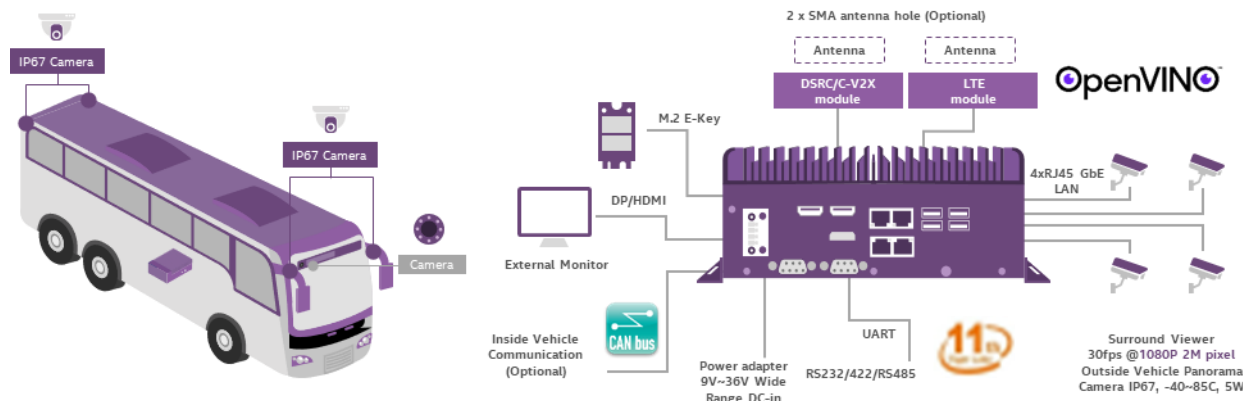 IP67 Camera
IP67 Camera
Camera
2 x SMA antenna hole (Optional)
Antenna
Antenna
DSRC/C-V2X
module
LTE
module
OpenVINO™
M.2 E-Key
DP/HDMI
External Monitor
4xRJ45 GbE
LAN
Inside Vehicle
Communication
(Optional)
CAN bus
Power adapter
9V~36V Wide
Range DC-in
UART
RS232/422/RS485
11th
Surround Viewer
30fps @1080P 2M pixel
Outside Vehicle Panorama
Camera IP67, -40~85C, 5W